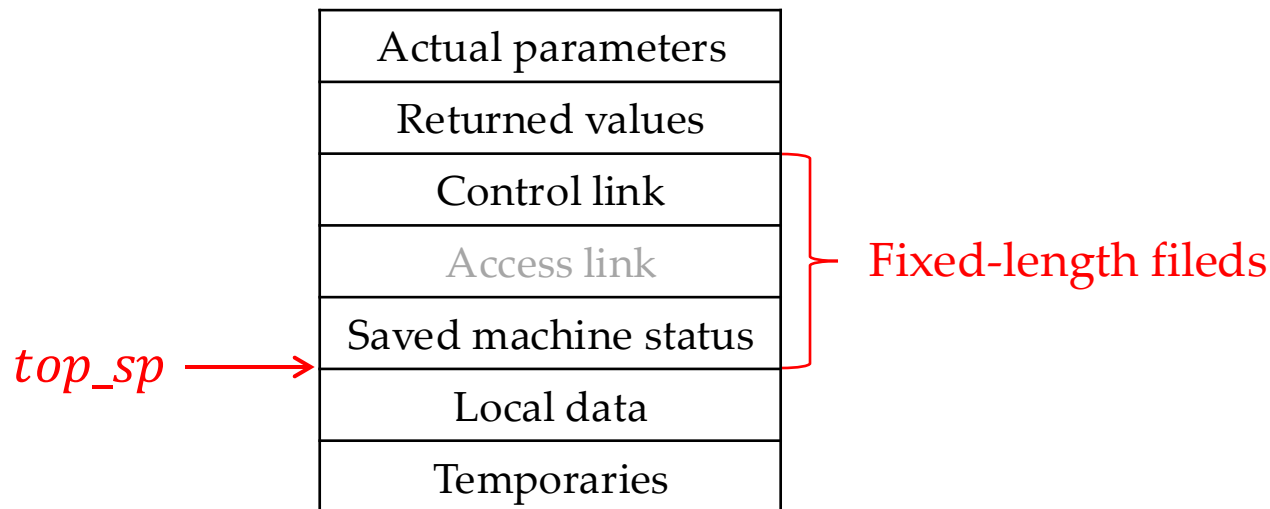 Actual parameters
Returned values
Control link
Access link
Fixed-length fileds
Saved machine status
top_sp
Local data
Temporaries